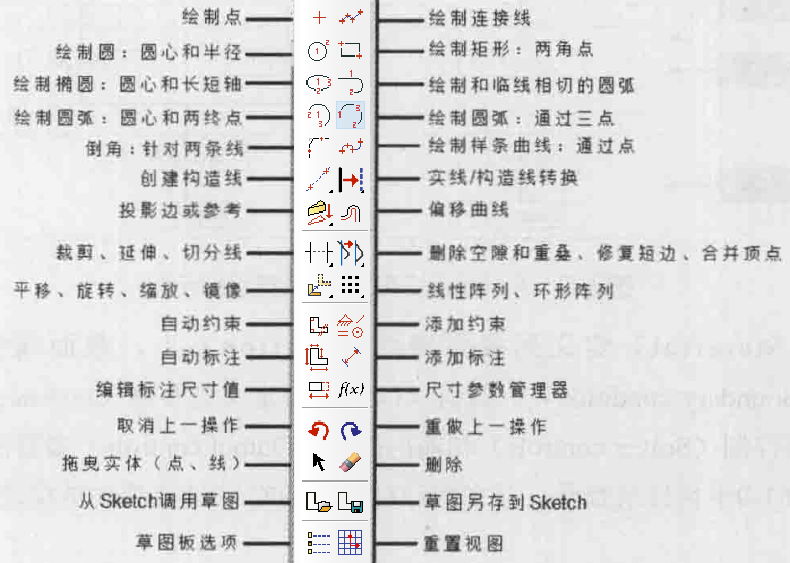 绘制点 绘制连接线
绘制圆：圆心和半径 绘制矩形：两角点
绘制椭圆：圆心和长短轴 绘制和临线相切的圆弧
绘制圆弧：圆心和两终点 绘制圆弧：通过三点
倒角：针对两条线 绘制样条曲线：通过点
创建构造线 实线/构造线转换
投影边或参考 偏移曲线
裁剪、延伸、切分线 删除空隙和重叠、修复短边、合并顶点
平移、旋转、缩放、镜像 线性阵列、环形阵列
自动约束 添加约束
自动标注 添加标注
编辑标注尺寸值 f(x) 尺寸参数管理器
取消上一操作 重做上一操作
拖曳实体（点、线） 删除
从Sketch调用草图 草图另存到Sketch
草图板选项 重置视图